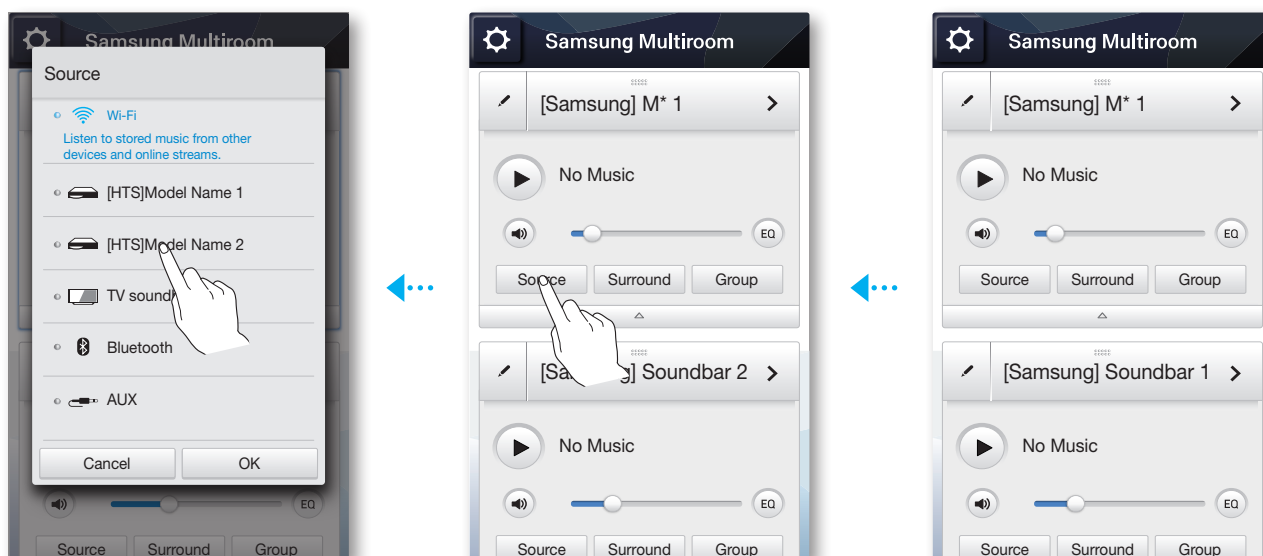 Samsung Multiroom
Source
Wi-Fi
Listen to stored music from other
devices and online streams.
[HTS]Model Name 1
[HTS]Model Name 2
TV
Bluetooth
AUX
Cancel OK
EQ
Source Surround Group
Samsung Multiroom
[Samsung] M* 1
No Music
EQ
Source Surround Group
[Samsung] Soundbar 2
No Music
EQ
Source Surround Group
Samsung Multiroom
[Samsung] M* 1
No Music
EQ
Source Surround Group
[Samsung] Soundbar 1
No Music
EQ
Source Surround Group